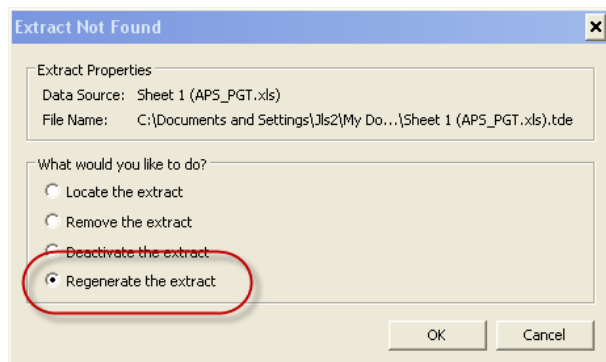 Extract Not Found
Extract Properties
Data Source: Sheet 1 (APS_PGT.xls)
File Name: C:\Documents and Settings\Jls2\My Do...\Sheet 1 (APS_PGT.xls).tde
What would you like to do?
Locate the extract
Remove the extract
Deactivate the extract
Regenerate the extract
OK Cancel